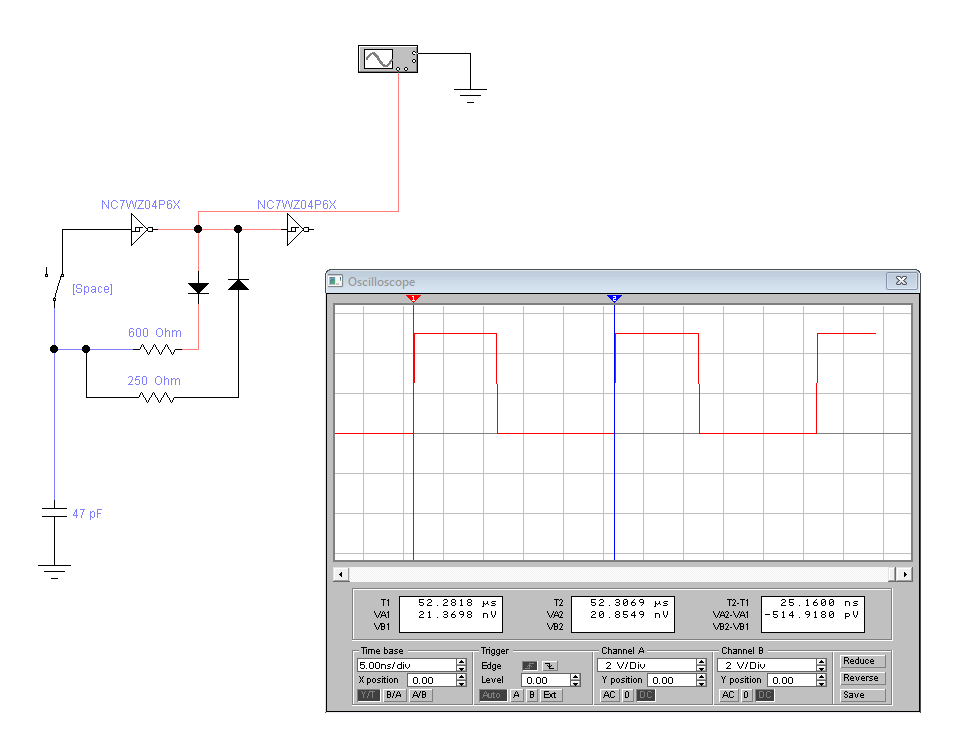 NC7WZ04P6X
NC7WZ04P6X
[Space]
600 Ohm
250 Ohm
47 pF
Oscilloscope
1
2
T1 52.2818 µs
VA1 21.3698 nV
VB1
T2 52.3069 µs
VA2 20.8549 nV
VB2
T2-T1 25.1600 ns
VA2-VA1 -514.9180 pV
VB2-VB1
Time base
5.00ns/div
X position 0.00
Y/T B/A A/B
Trigger
Edge
Level 0.00
Auto A B Ext
Channel A
2 V/Div
Y position 0.00
AC 0 DC
Channel B
2 V/Div
Y position 0.00
AC 0 DC
Reduce
Reverse
Save